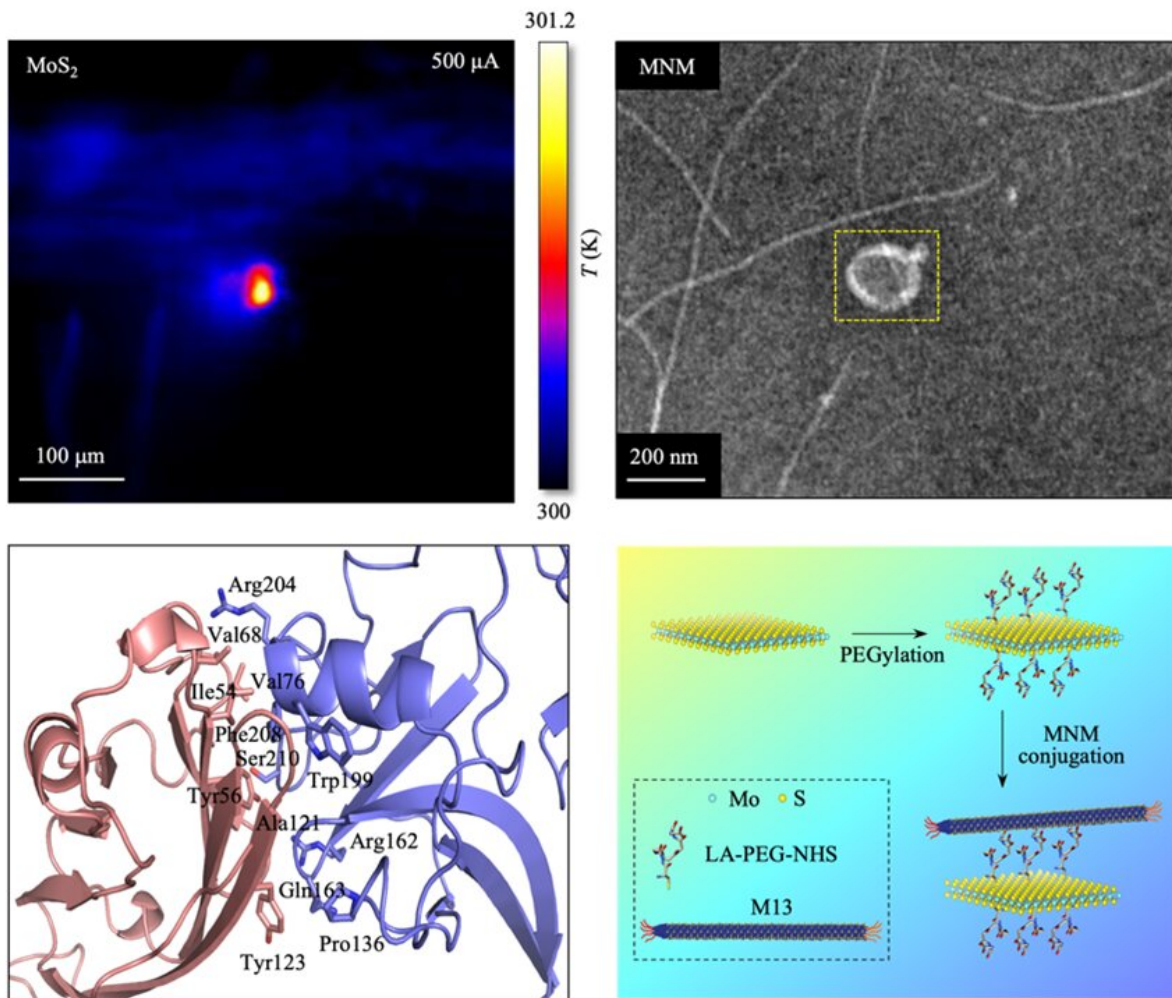 301.2
MoS₂
500 μA
T (K)
100 μm
300
MNM
200 nm
Arg204
Val68
Val76
Ile54
Phe208
Ser210
Trp199
Tyr56
Ala121
Arg162
Gln163
Pro136
Tyr123
PEGylation
MNM
conjugation
Mo
S
LA-PEG-NHS
M13